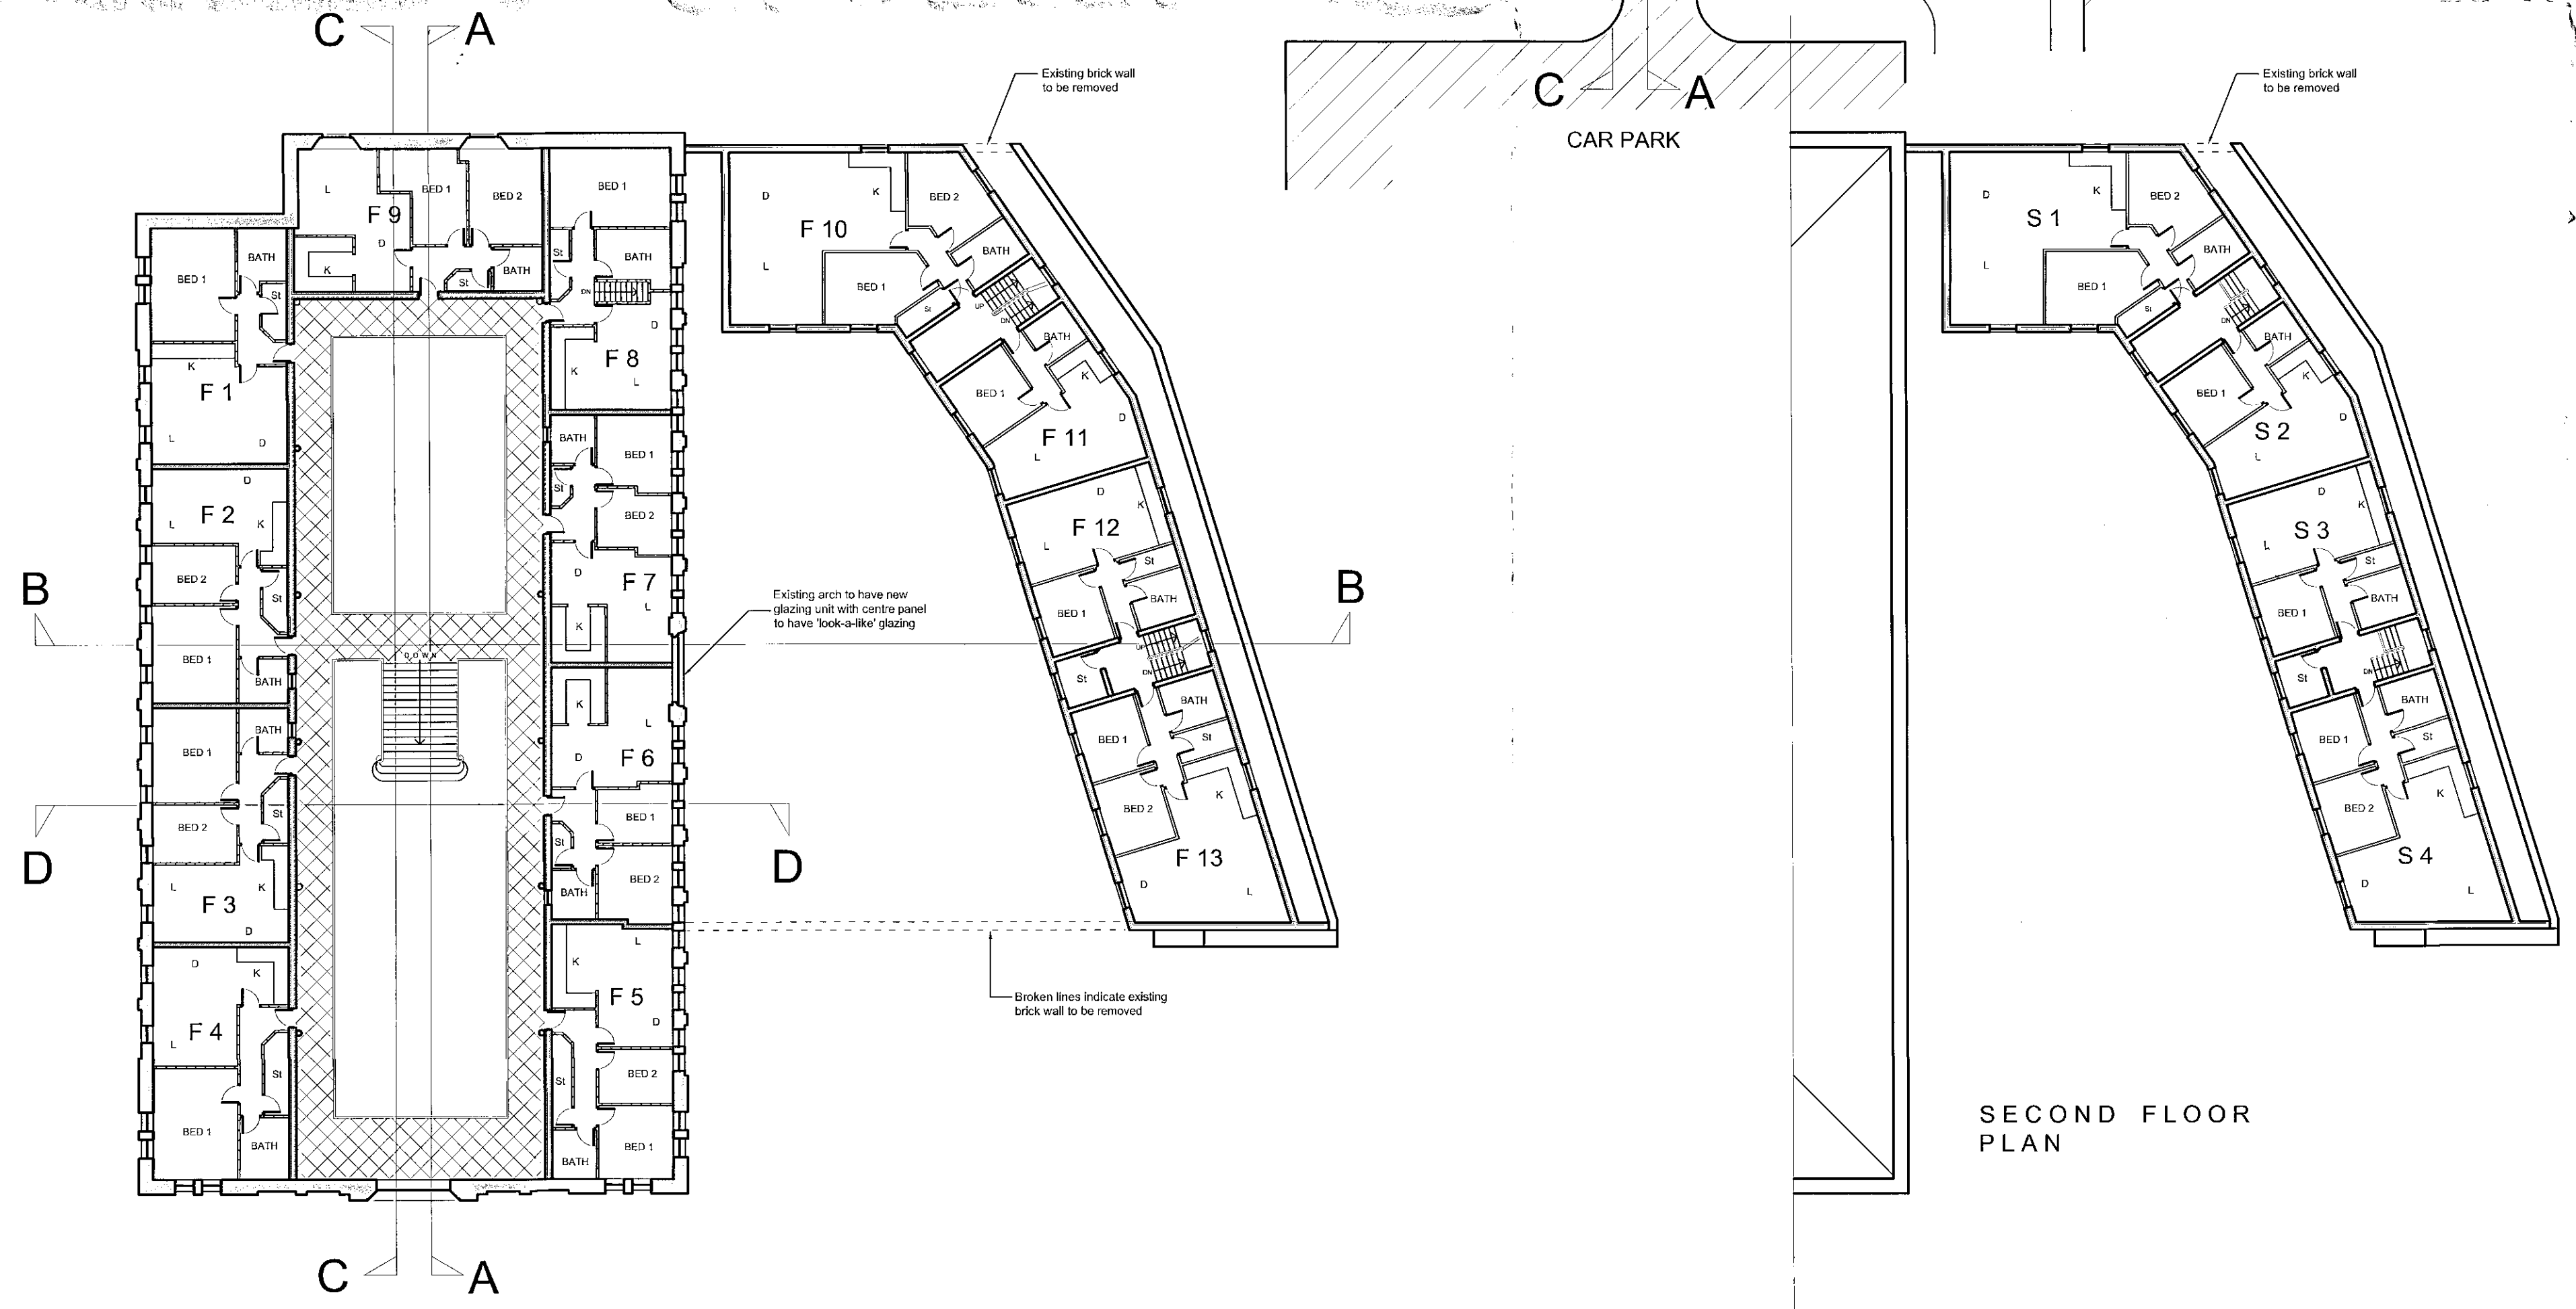 C
A
Existing brick wall
to be removed
C
A
CAR PARK
Existing brick wall
to be removed
L
BED 1
BED 2
F 9
D
K
St
BATH
BED 1
BATH
St
K
F 1
L
D
BED 1
St
BATH
DN
D
F 8
K
L
D
K
BED 2
F 10
L
BATH
BED 1
St
UP
DN
BATH
BED 1
K
D
F 11
L
D
K
BED 2
S 1
L
BATH
BED 1
St
DN
BATH
BED 1
K
D
S 2
L
D
F 2
L
K
BED 2
St
BED 1
BATH
BATH
BED 1
St
BED 2
D
F 7
L
K
D
K
F 12
L
St
BED 1
BATH
UP
DN
St
D
K
S 3
L
St
BED 1
BATH
DN
St
B
B
Existing arch to have new
glazing unit with centre panel
to have 'look-a-like' glazing
DOWN
BED 1
BATH
BED 2
St
L
K
F 3
D
K
L
F 6
D
BED 1
St
BATH
BED 2
BATH
BED 1
St
BED 2
K
F 13
D
L
BATH
BED 1
St
BED 2
K
S 4
D
L
D
D
D
K
F 4
L
St
BED 1
BATH
L
K
F 5
D
St
BED 2
BED 1
BATH
Broken lines indicate existing
brick wall to be removed
SECOND FLOOR
PLAN
C
A